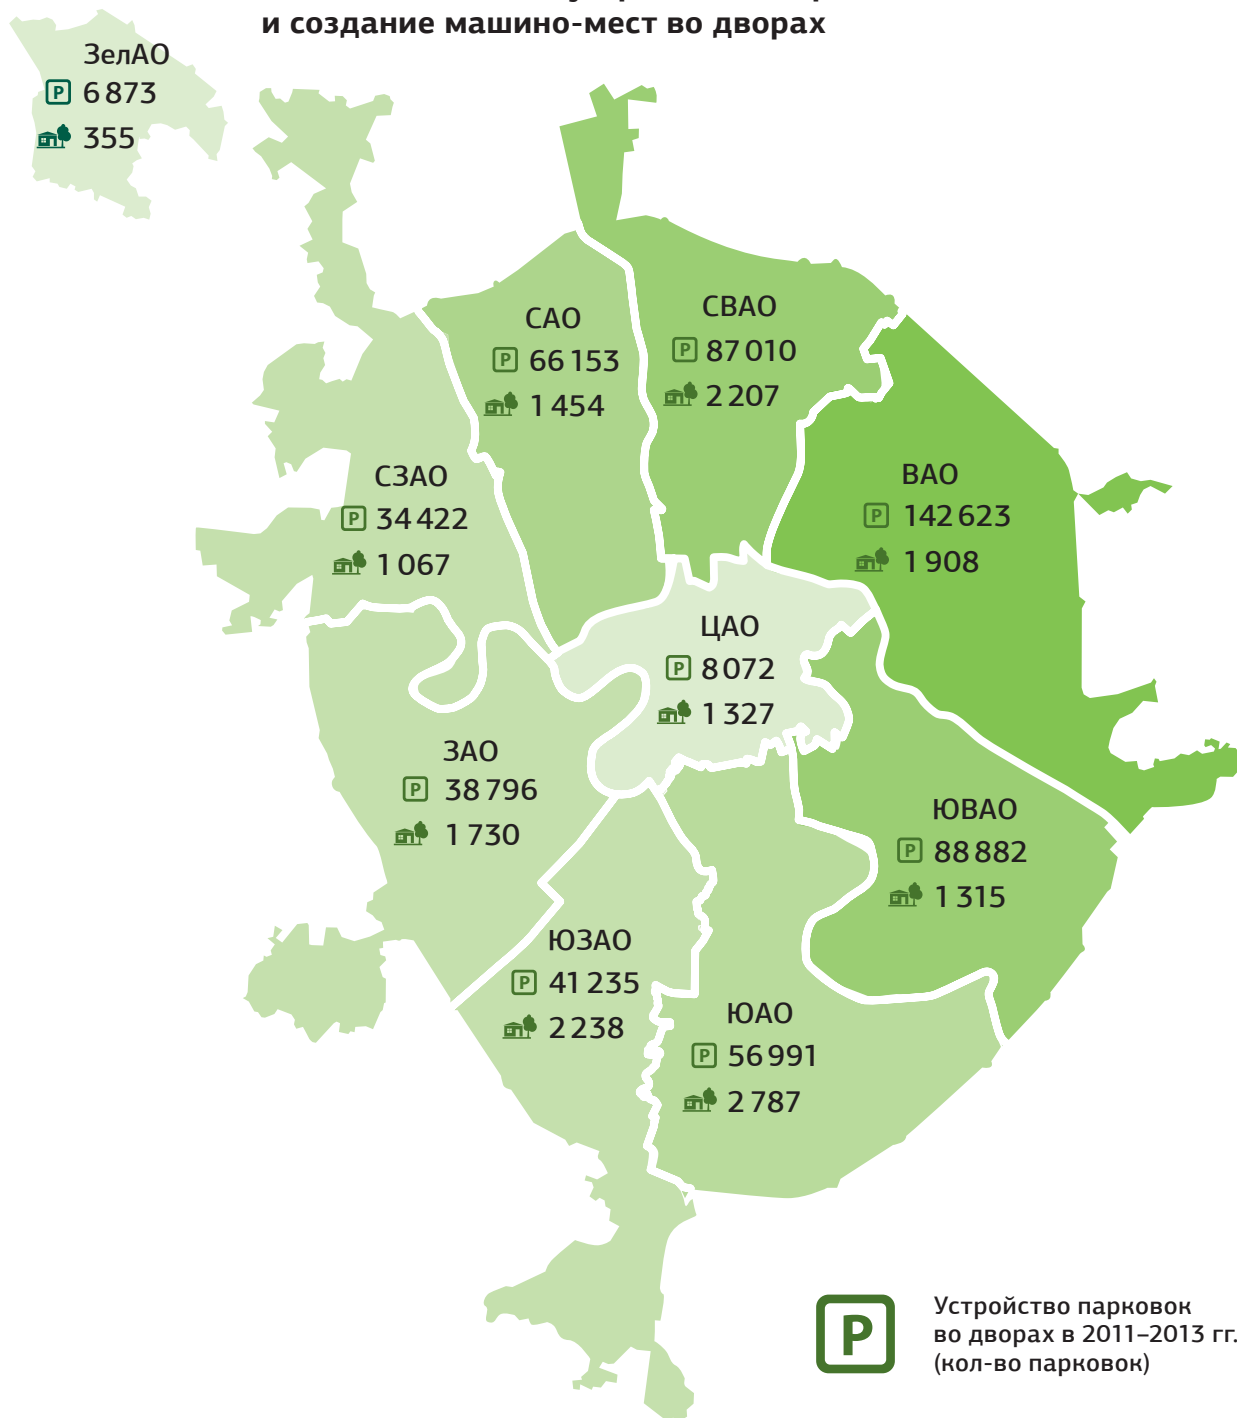 и создание машино-мест во дворах
ЗелАО
P 6 873
355
САО
P 66 153
1 454
СВАО
P 87 010
2 207
СЗАО
P 34 422
1 067
ВАО
P 142 623
1 908
ЦАО
P 8 072
1 327
ЗАО
P 38 796
1 730
ЮВАО
P 88 882
1 315
ЮЗАО
P 41 235
2 238
ЮАО
P 56 991
2 787
P
Устройство парковок
во дворах в 2011–2013 гг.
(кол-во парковок)